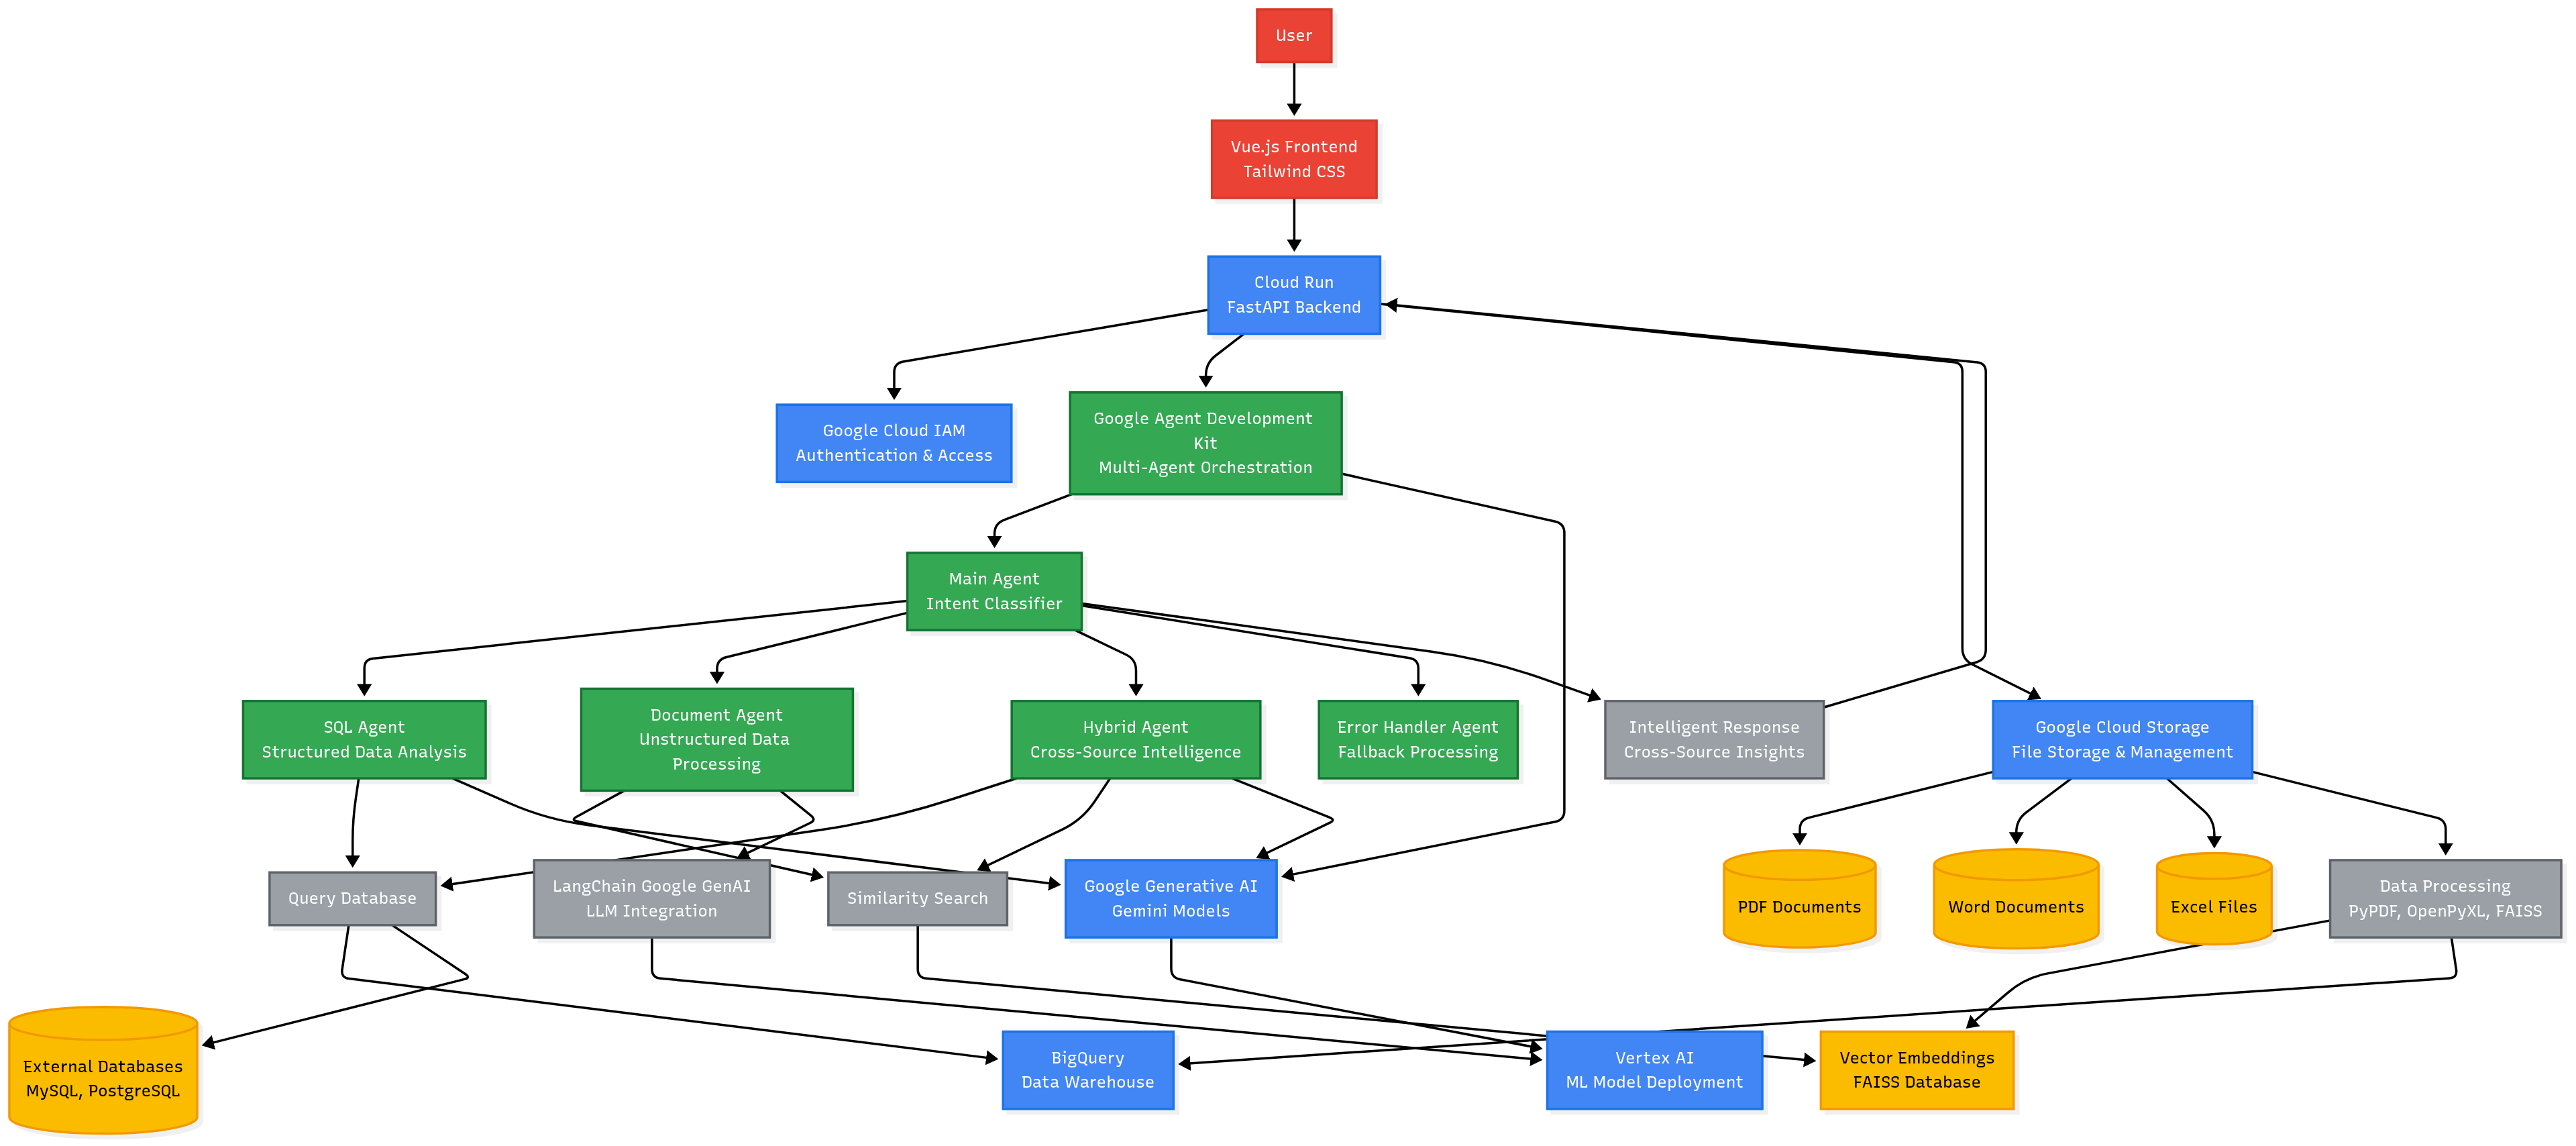 User
Vue.js Frontend
Tailwind CSS
Cloud Run
FastAPI Backend
Google Cloud IAM
Authentication & Access
Google Agent Development
Kit
Multi-Agent Orchestration
Main Agent
Intent Classifier
SQL Agent
Structured Data Analysis
Document Agent
Unstructured Data
Processing
Hybrid Agent
Cross-Source Intelligence
Error Handler Agent
Fallback Processing
Intelligent Response
Cross-Source Insights
Google Cloud Storage
File Storage & Management
Query Database
LangChain Google GenAI
LLM Integration
Similarity Search
Google Generative AI
Gemini Models
PDF Documents
Word Documents
Excel Files
Data Processing
PyPDF, OpenPyXL, FAISS
External Databases
MySQL, PostgreSQL
BigQuery
Data Warehouse
Vertex AI
ML Model Deployment
Vector Embeddings
FAISS Database